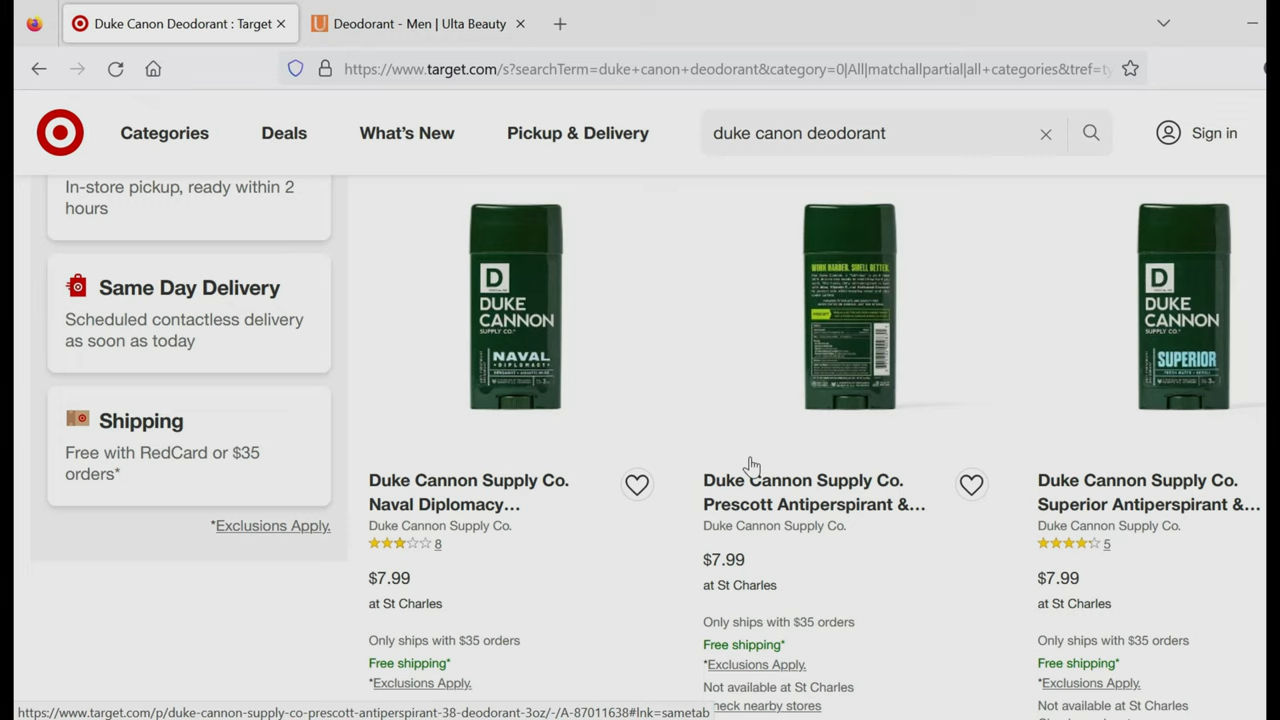 Duke Canon Deodorant : Target
Deodorant - Men | Ulta Beauty
https://www.target.com/s?searchTerm=duke+canon+deodorant&category=0|All|matchallpartial|all+categories&tref=ty
Categories
Deals
What's New
Pickup & Delivery
duke canon deodorant
Sign in
In-store pickup, ready within 2
hours
Same Day Delivery
Scheduled contactless delivery
as soon as today
Shipping
Free with RedCard or $35
orders*
*Exclusions Apply.
D
DUKE
CANNON
SUPPLY CO.
NAVAL
DIPLOMACY
WORK HARDER. SMELL BETTER.
D
DUKE
CANNON
SUPPLY CO.
SUPERIOR
Duke Cannon Supply Co.
Naval Diplomacy…
Duke Cannon Supply Co.
8
$7.99
at St Charles
Only ships with $35 orders
Free shipping*
*Exclusions Apply.
Duke Cannon Supply Co.
Prescott Antiperspirant &…
Duke Cannon Supply Co.
$7.99
at St Charles
Only ships with $35 orders
Free shipping*
*Exclusions Apply.
Not available at St Charles
heck nearby stores
Duke Cannon Supply Co.
Superior Antiperspirant &…
Duke Cannon Supply Co.
5
$7.99
at St Charles
Only ships with $35 orders
Free shipping*
*Exclusions Apply.
https://www.target.com/p/duke-cannon-supply-co-prescott-antiperspirant-38-deodorant-3oz/-/A-87011638#lnk=sametab